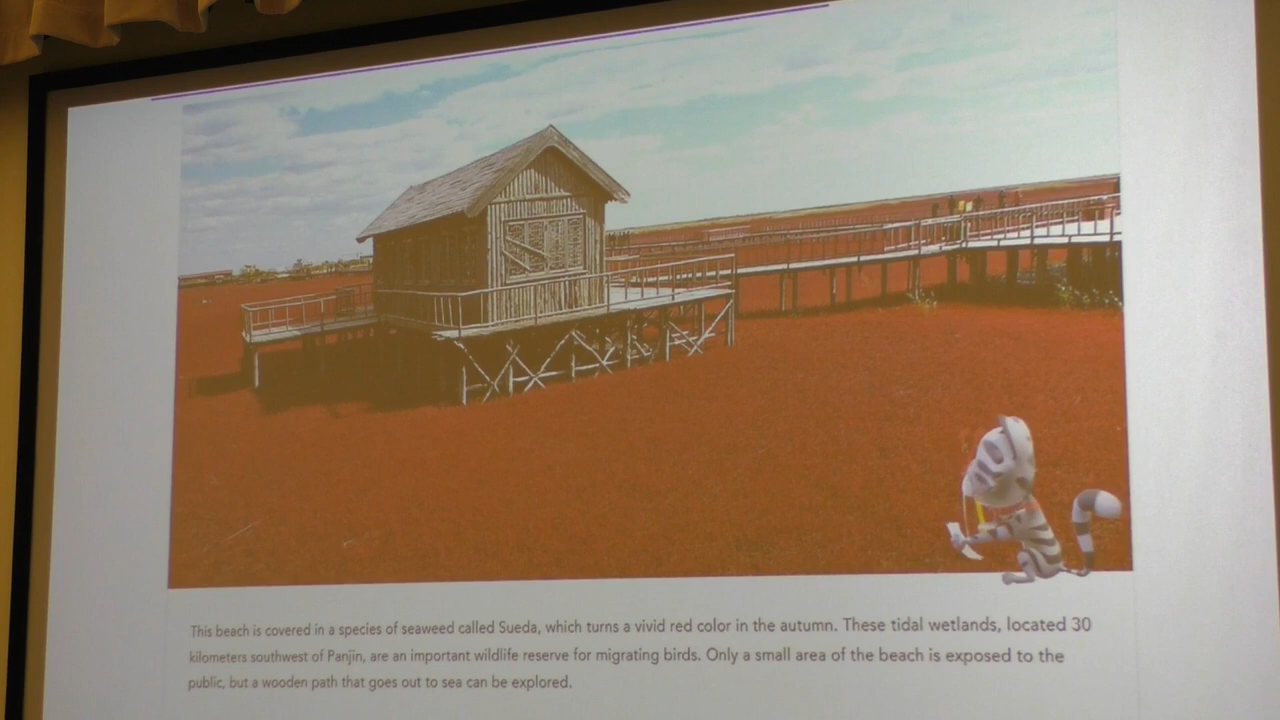 This beach is covered in a species of seaweed called Sueda, which turns a vivid red color in the autumn. These tidal wetlands, located 30
kilometers southwest of Panjin, are an important wildlife reserve for migrating birds. Only a small area of the beach is exposed to the
public, but a wooden path that goes out to sea can be explored.